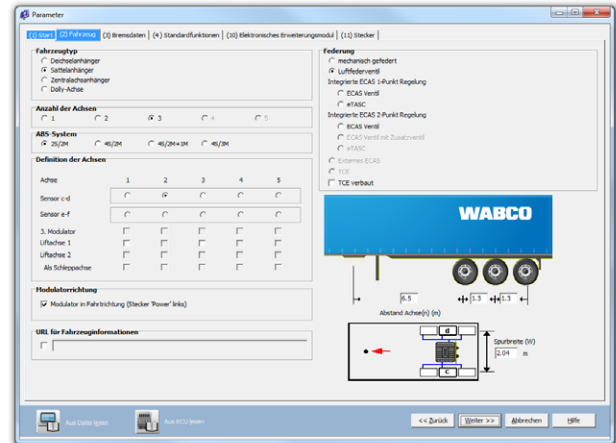 Parameter
(1) Start (2) Fahrzeug (3) Bremsdaten (4) Standardfunktionen (10) Elektronisches Erweiterungsmodul (11) Stecker
Fahrzeugtyp
Deichselanhänger
Sattelanhänger
Zentralachsanhänger
Dolly-Achse
Anzahl der Achsen
1 2 3 4 5
ABS-System
2S/2M 4S/2M 4S/2M+1M 4S/3M
Definition der Achsen
Achse 1 2 3 4 5
Sensor c-d
Sensor e-f
3. Modulator
Liftachse 1
Liftachse 2
Als Schleppachse
Modulatorrichtung
Modulator in Fahrtrichtung (Stecker 'Power' links)
URL für Fahrzeuginformationen
Federung
mechanisch gefedert
Luftfederventil
Integrierte ECAS 1-Punkt Regelung
ECAS Ventil
eTASC
Integrierte ECAS 2-Punkt Regelung
ECAS Ventil
ECAS Ventil mit Zusatzventil
eTASC
Externes ECAS
TCE
TCE verbaut
WABCO
6.5 1.3 1.3
Abstand Achse(n) (m)
d
c
Spurbreite (W)
2.04 m
Aus Datei lesen
Aus ECU lesen
<< Zurück Weiter >> Abbrechen Hilfe